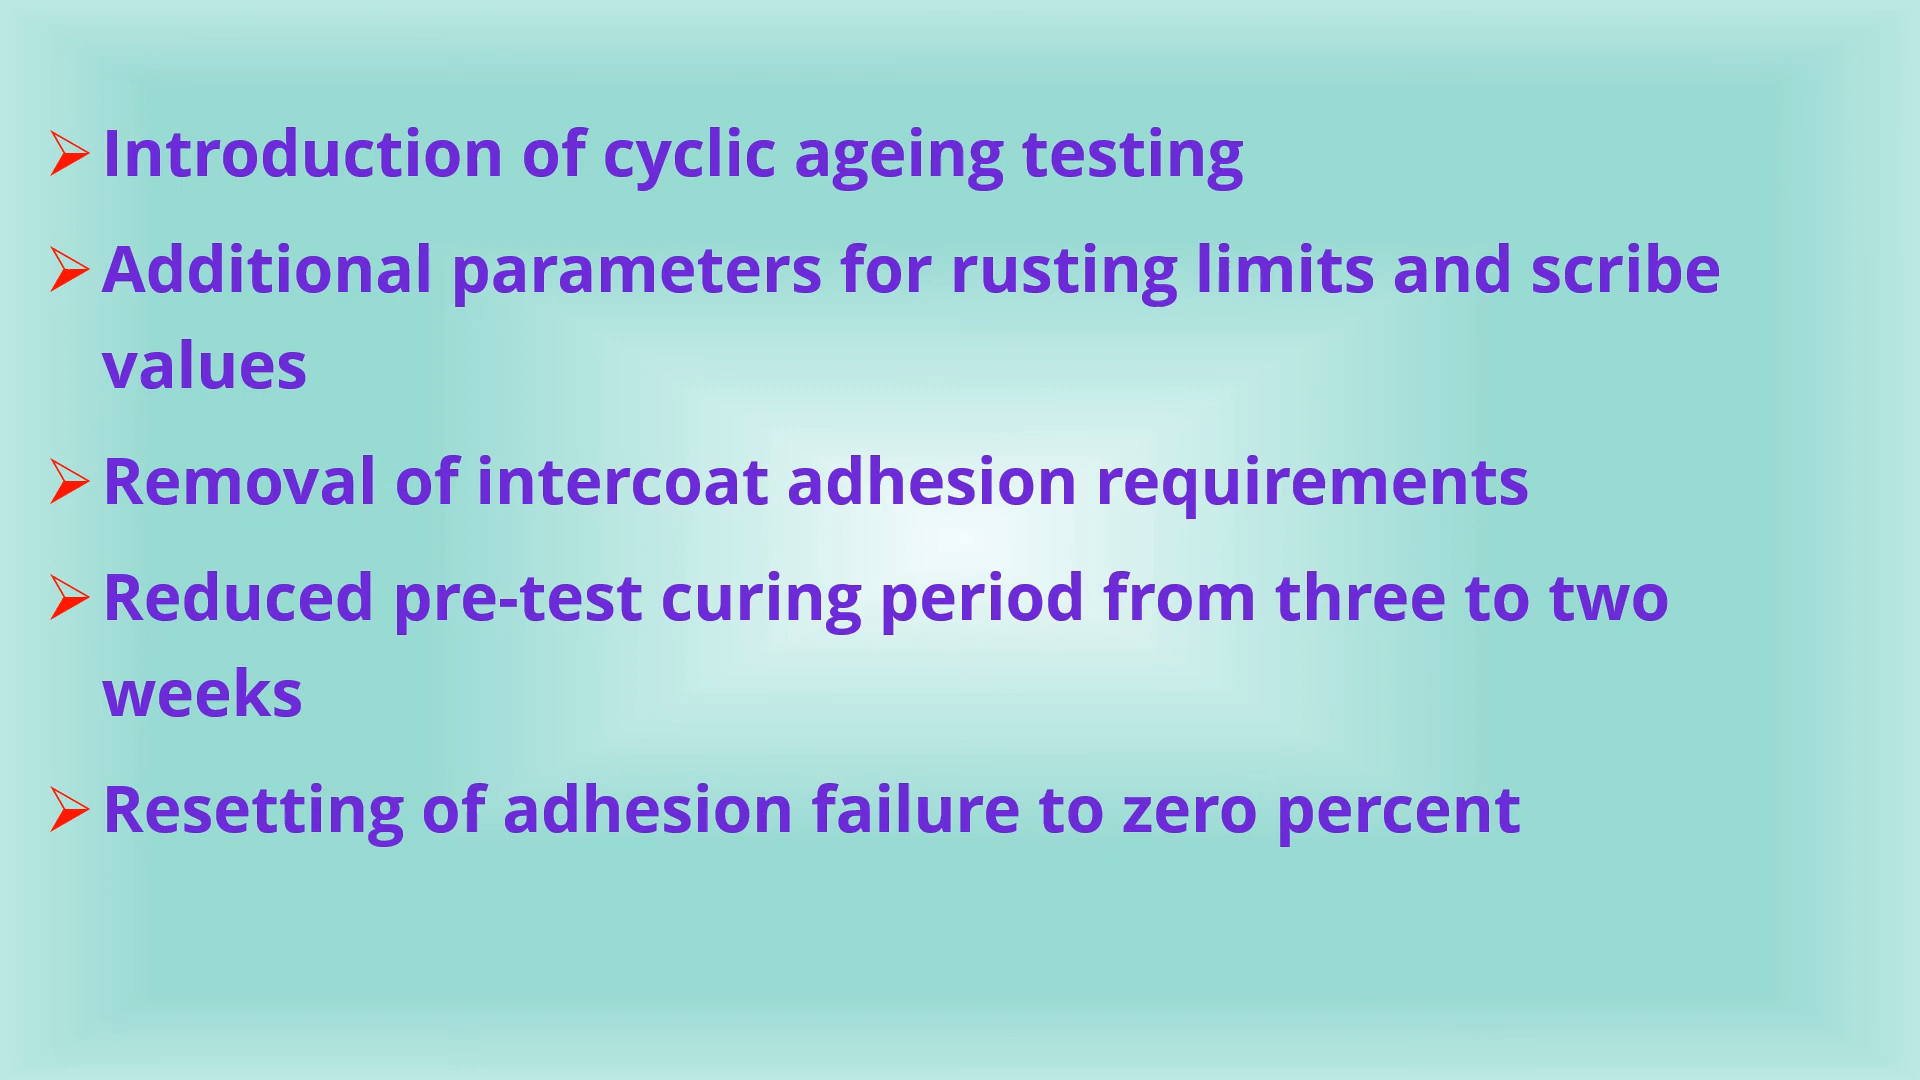 ➢ Introduction of cyclic ageing testing
➢ Additional parameters for rusting limits and scribe
values
➢ Removal of intercoat adhesion requirements
➢ Reduced pre-test curing period from three to two
weeks
➢ Resetting of adhesion failure to zero percent